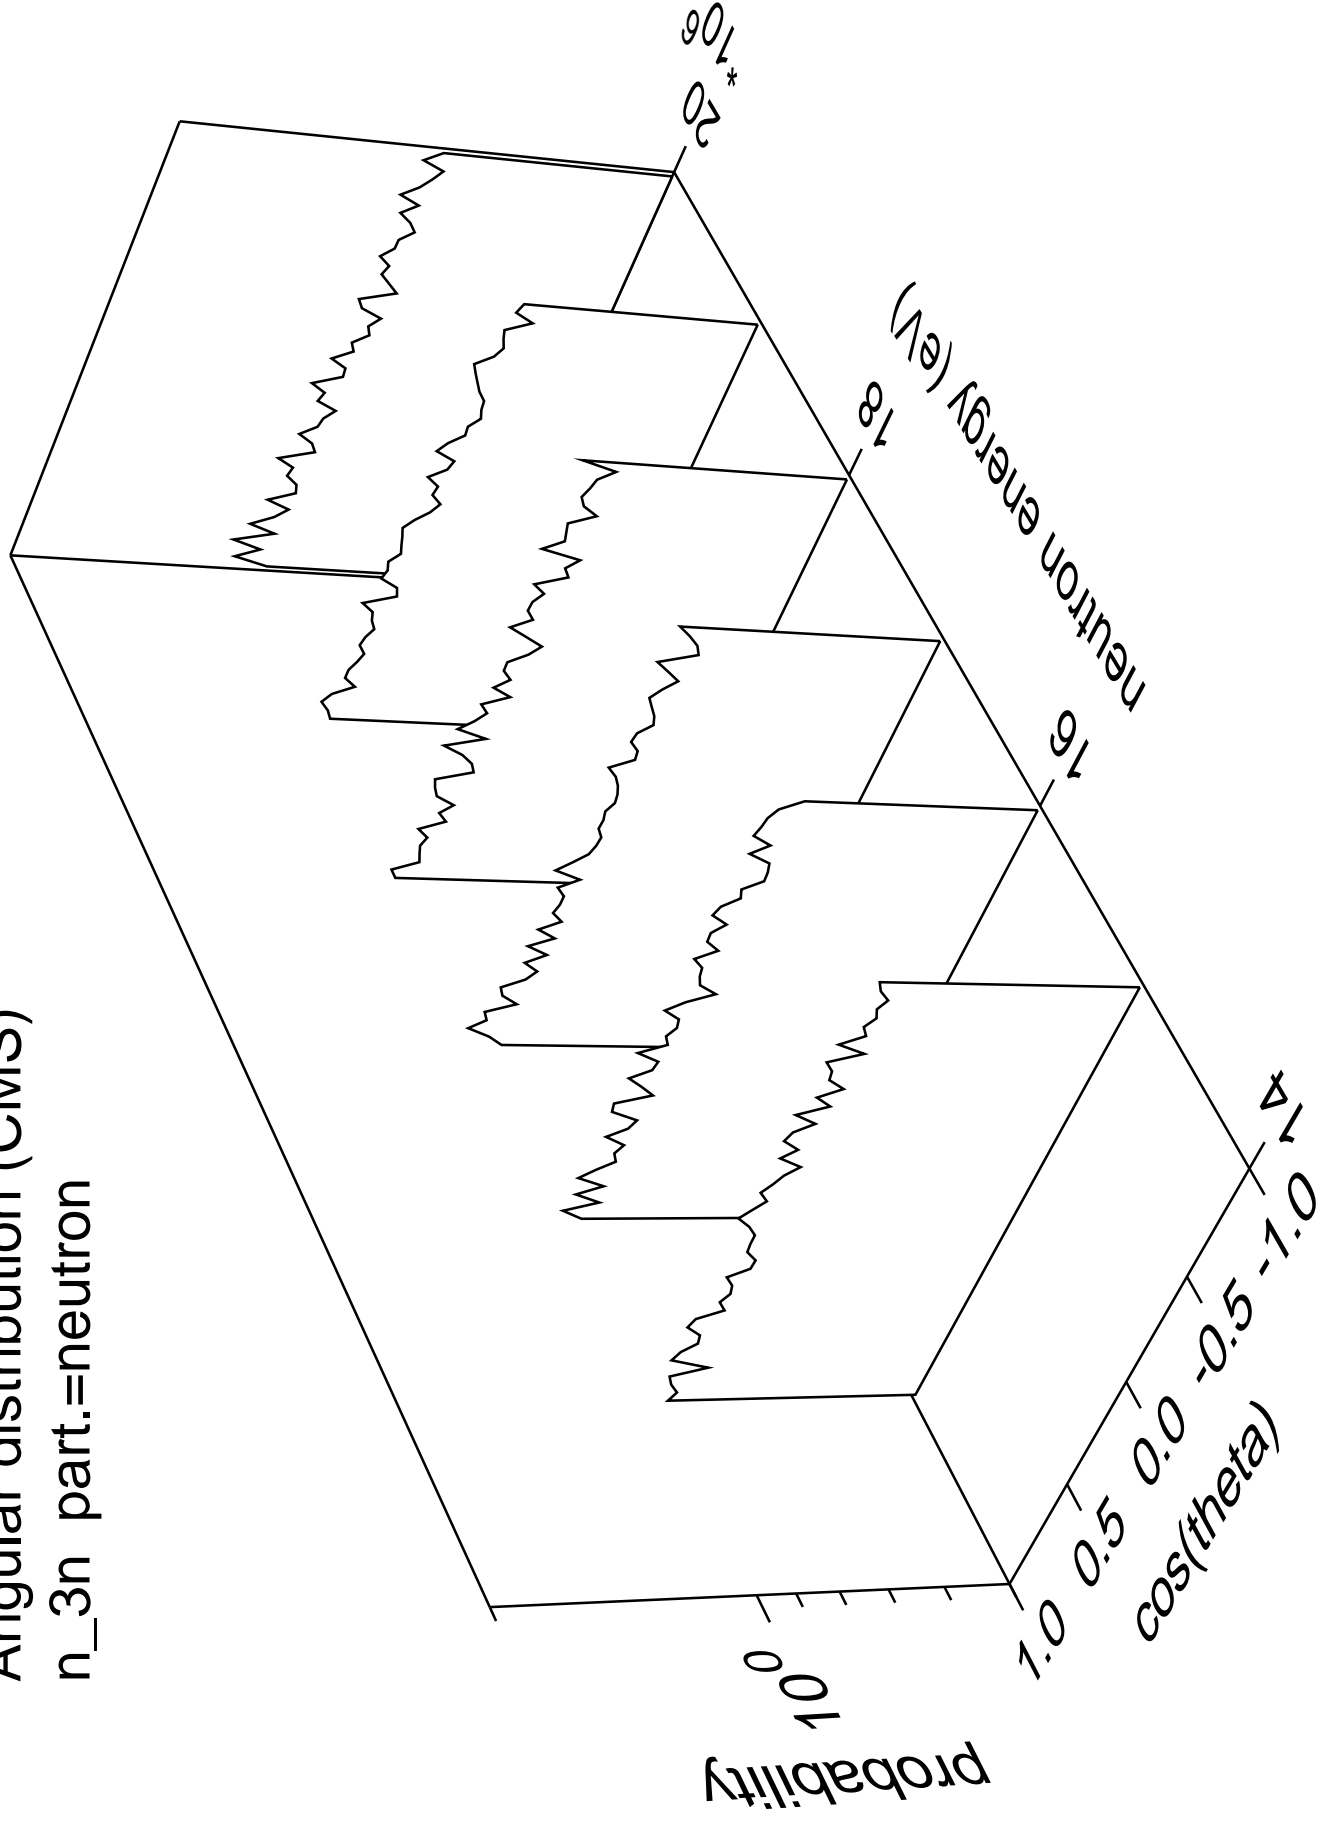 Angular distribution (CMS)
n_3n part.=neutron
probability
10 0
1.0 0.5 0.0 -0.5 -1.0
cos(theta)
14 16 18 20
* 10 6
neutron energy (eV)